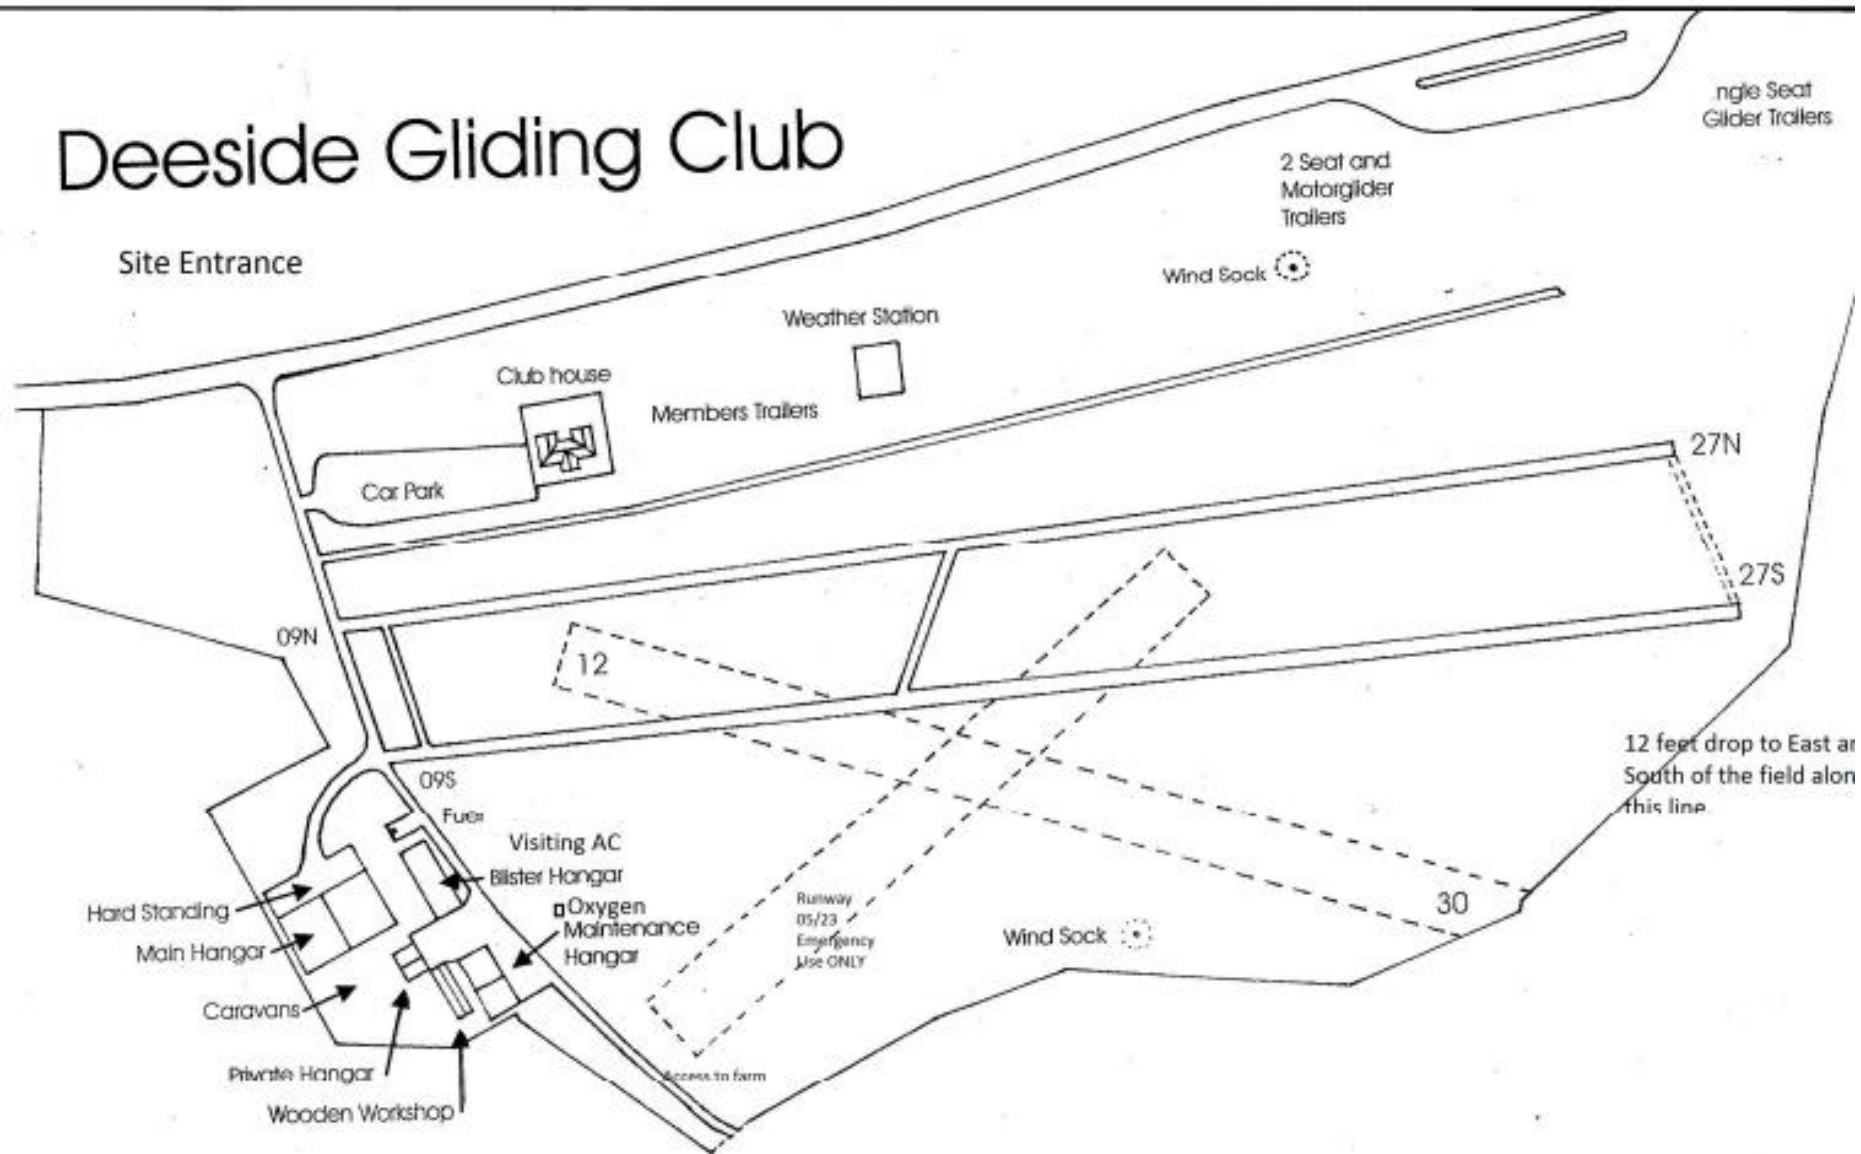 Deeside Gliding Club
ngle Seat
Glider Trailers
2 Seat and
Motorglider
Trailers
Site Entrance
Wind Sock
Weather Station
Club house
Members Trailers
Car Park
27N
27S
09N
12
12 feet drop to East
South of the field
this line
09S
Visiting AC
Blister Hangar
Hard Standing
Oxygen
Maintenance
Hangar
Main Hangar
Runway
05/23
Emergency
Use ONLY
30
Wind Sock
Caravans
Private Hangar
Access to farm
Wooden Workshop